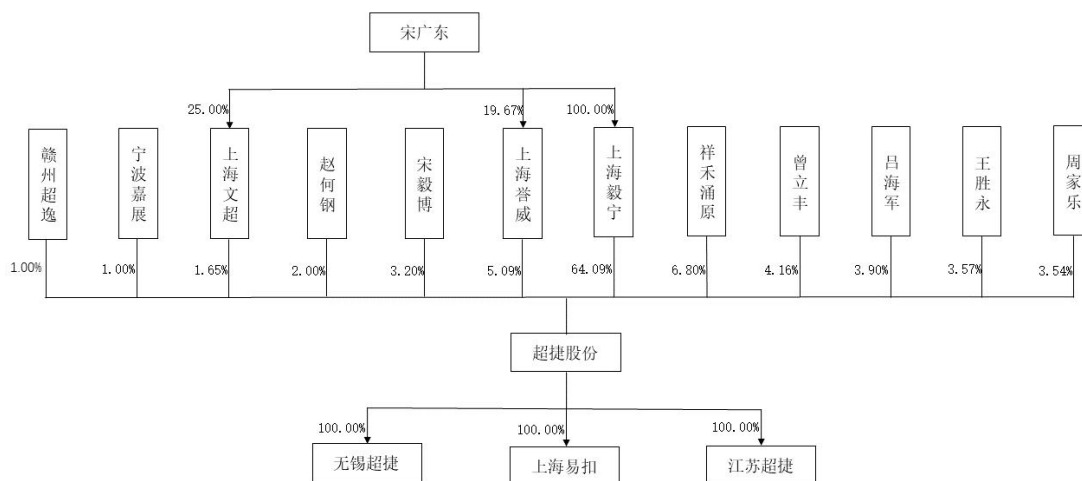 宋广东
25.00%
19.67%
100.00%
赣州超逸
宁波嘉展
上海文超
赵何钢
宋毅博
上海誉威
上海毅宁
祥禾涌原
曾立丰
吕海军
王胜永
周家乐
1.00%
1.00%
1.65%
2.00%
3.20%
5.09%
64.09%
6.80%
4.16%
3.90%
3.57%
3.54%
超捷股份
100.00%
100.00%
100.00%
无锡超捷
上海易扣
江苏超捷